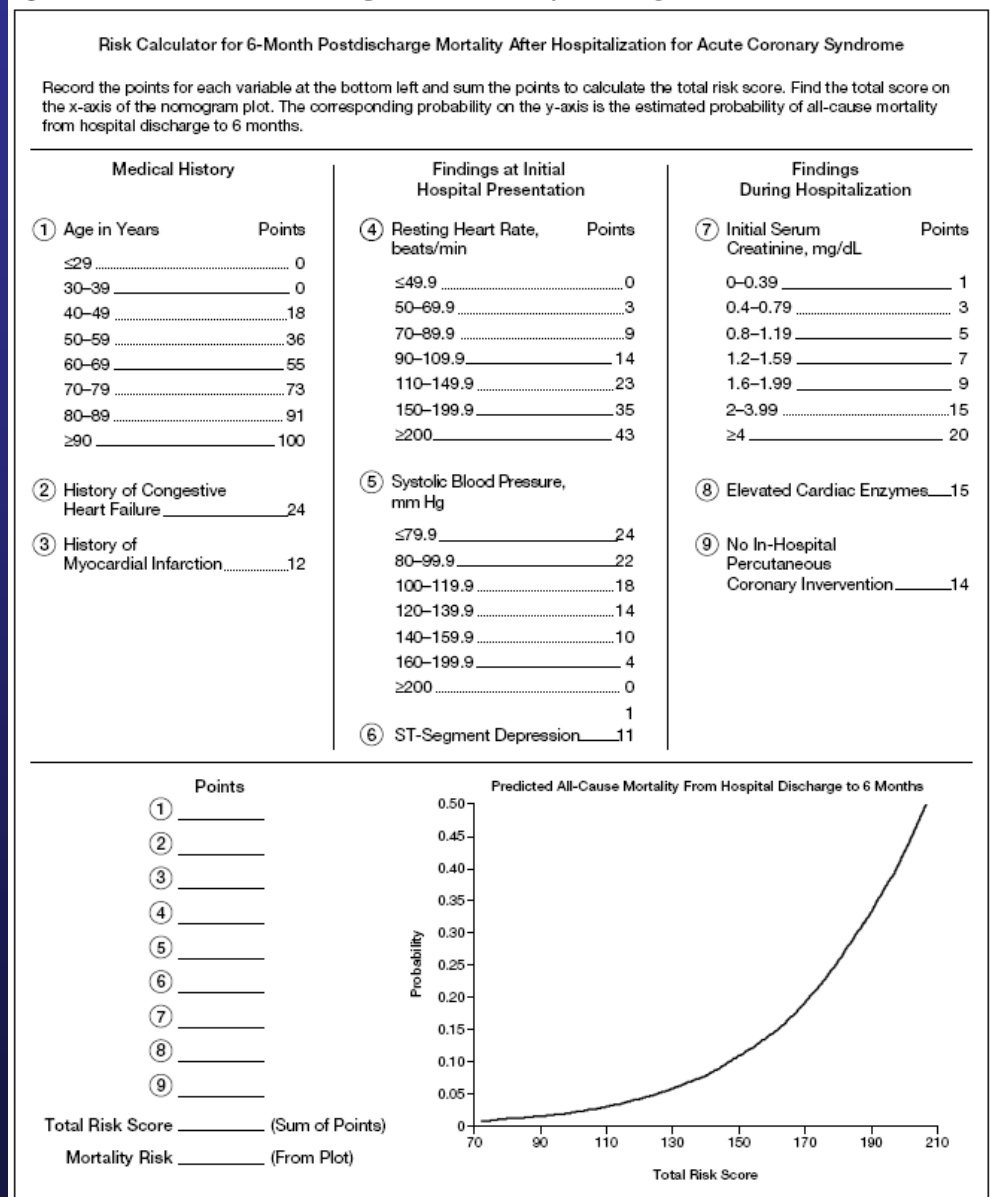 Risk Calculator for 6-Month Postdischarge Mortality After Hospitalization for Acute Coronary Syndrome
Record the points for each variable at the bottom left and sum the points to calculate the total risk score. Find the total score on
the x-axis of the nomogram plot. The corresponding probability on the y-axis is the estimated probability of all-cause mortality
from hospital discharge to 6 months.
Medical History
① Age in Years Points
≤29 0
30–39 0
40–49 18
50–59 36
60–69 55
70–79 73
80–89 91
≥90 100
② History of Congestive
Heart Failure 24
③ History of
Myocardial Infarction 12
Findings at Initial
Hospital Presentation
④ Resting Heart Rate, Points
beats/min
≤49.9 0
50–69.9 3
70–89.9 9
90–109.9 14
110–149.9 23
150–199.9 35
≥200 43
⑤ Systolic Blood Pressure,
mm Hg
≤79.9 24
80–99.9 22
100–119.9 18
120–139.9 14
140–159.9 10
160–199.9 4
≥200 0
1
⑥ ST-Segment Depression 11
Findings
During Hospitalization
⑦ Initial Serum Points
Creatinine, mg/dL
0–0.39 1
0.4–0.79 3
0.8–1.19 5
1.2–1.59 7
1.6–1.99 9
2–3.99 15
≥4 20
⑧ Elevated Cardiac Enzymes 15
⑨ No In-Hospital
Percutaneous
Coronary Invervention 14
Points
①
②
③
④
⑤
⑥
⑦
⑧
⑨
Total Risk Score (Sum of Points)
Mortality Risk (From Plot)
Predicted All-Cause Mortality From Hospital Discharge to 6 Months
0.50
0.45
0.40
0.35
0.30
0.25
0.20
0.15
0.10
0.05
0
Probability
70 90 110 130 150 170 190 210
Total Risk Score